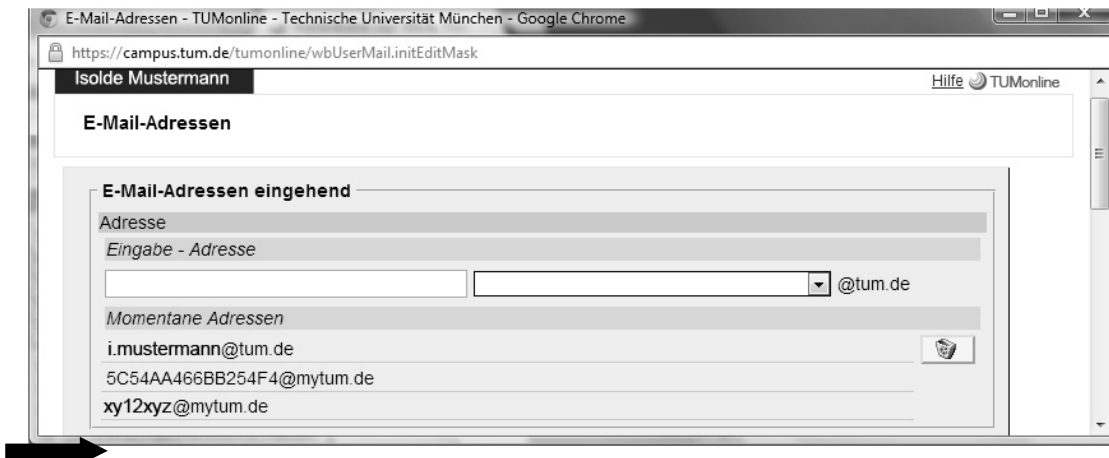 E-Mail-Adressen - TUMonline - Technische Universität München - Google Chrome
https://campus.tum.de/tumonline/wbUserMail.initEditMask
Isolde Mustermann
Hilfe TUMonline
E-Mail-Adressen
E-Mail-Adressen eingehend
Adresse
Eingabe - Adresse
@tum.de
Momentane Adressen
i.mustermann@tum.de
5C54AA466BB254F4@mytum.de
xy12xyz@mytum.de